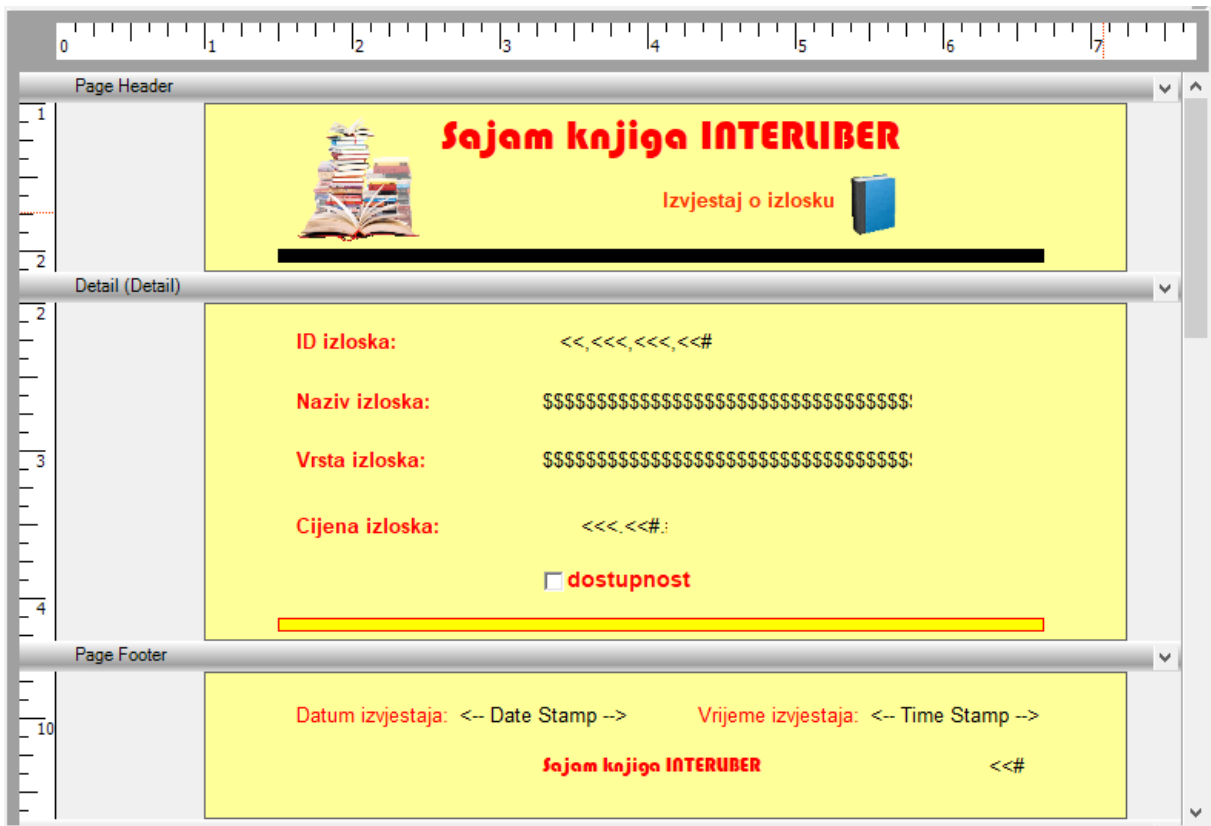 0 1 2 3 4 5 6 7
Page Header
1
Sajam knjiga INTERLIBER
Izvjestaj o izlosku
2
Detail (Detail)
2
ID izloska: <<,<<<,<<<,<<#
Naziv izloska: $$$$$$$$$$$$$$$$$$$$$$$$$$$$$$$$$$
3
Vrsta izloska: $$$$$$$$$$$$$$$$$$$$$$$$$$$$$$$$$$
Cijena izloska: <<<.<<#.
dostupnost
4
Page Footer
Datum izvjestaja: <-- Date Stamp --> Vrijeme izvjestaja: <-- Time Stamp -->
10
Sajam knjiga INTERLIBER <<#